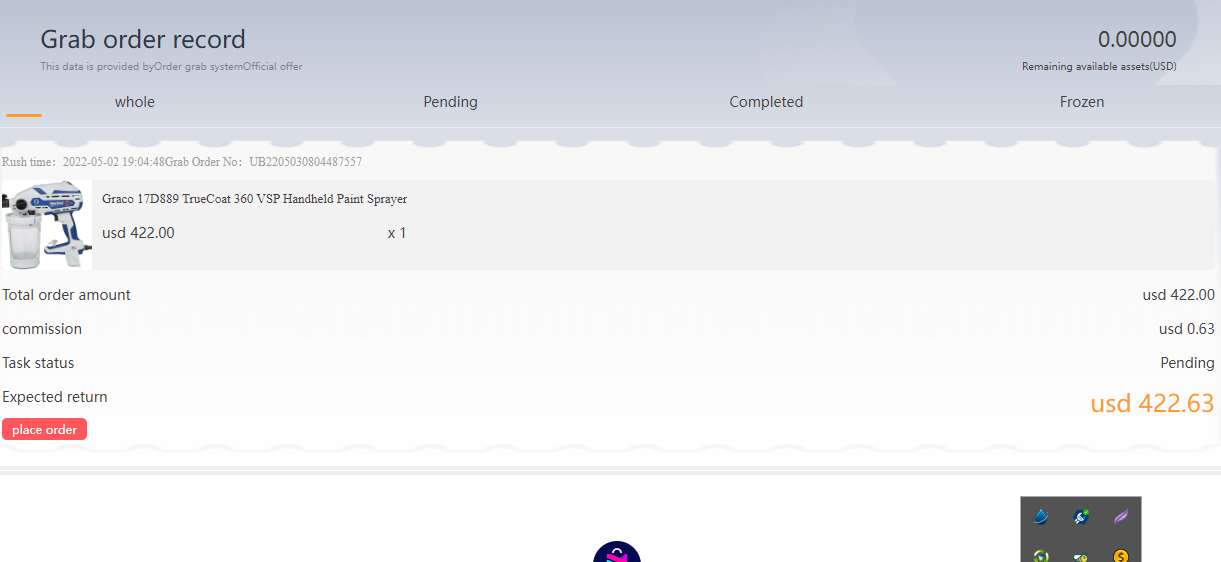 Grab order record
0.00000
This data is provided byOrder grab systemOfficial offer
Remaining available assets(USD)
whole Pending Completed Frozen
Rush time：2022-05-02 19:04:48Grab Order No：UB2205030804487557
Graco 17D889 TrueCoat 360 VSP Handheld Paint Sprayer
usd 422.00 x 1
Total order amount usd 422.00
commission usd 0.63
Task status Pending
Expected return usd 422.63
place order